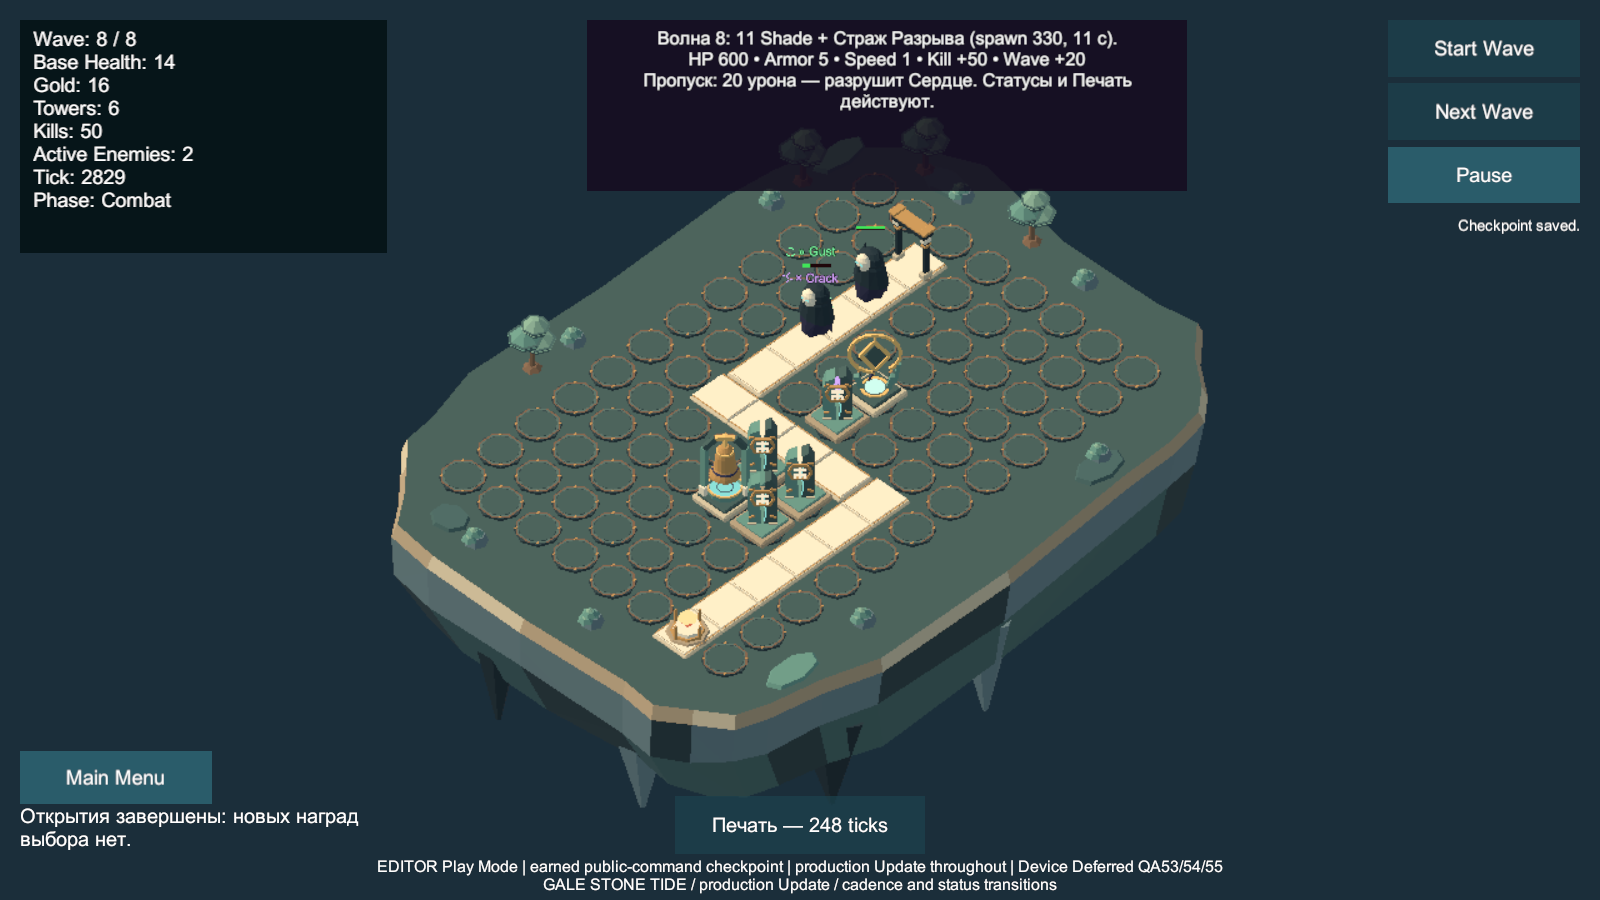 Wave: 8 / 8
Base Health: 14
Gold: 16
Towers: 6
Kills: 50
Active Enemies: 2
Tick: 2829
Phase: Combat
Волна 8: 11 Shade + Страж Разрыва (spawn 330, 11 с).
HP 600 • Armor 5 • Speed 1 • Kill +50 • Wave +20
Пропуск: 20 урона — разрушит Сердце. Статусы и Печать
действуют.
Start Wave
Next Wave
Pause
Checkpoint saved.
Gust
Crack
Main Menu
Открытия завершены: новых наград
выбора нет.
Печать — 248 ticks
EDITOR Play Mode | earned public-command checkpoint | production Update throughout | Device Deferred QA53/54/55
GALE STONE TIDE / production Update / cadence and status transitions